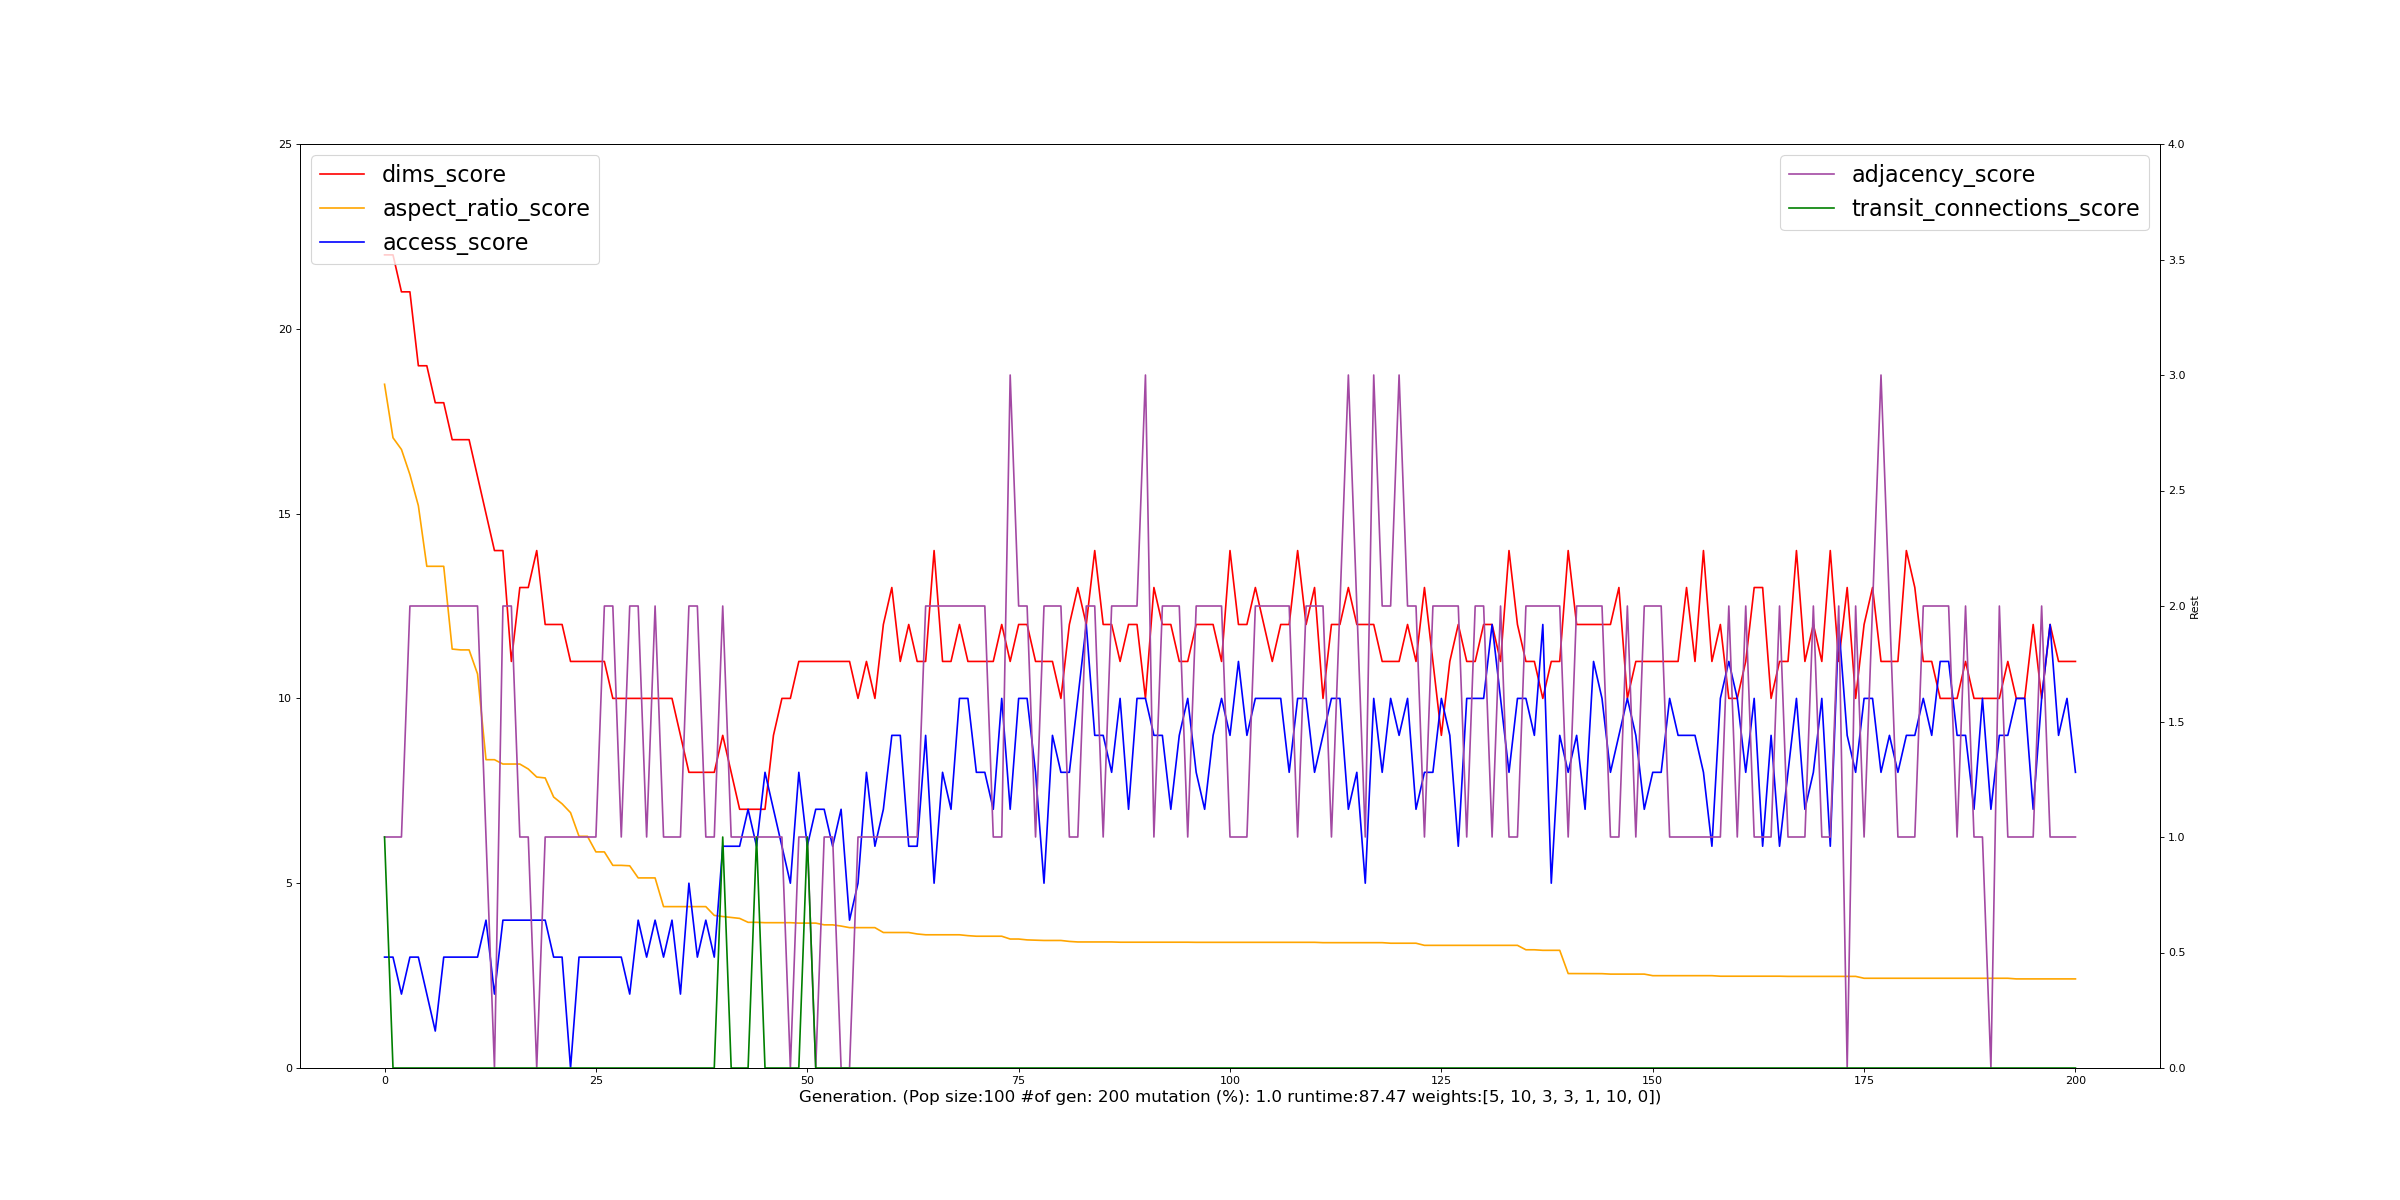 25
20
15
10
5
0
dims_score
aspect_ratio_score
access_score
adjacency_score
transit_connections_score
4.0
3.5
3.0
2.5
2.0
1.5
1.0
0.5
0.0
Rest
0 25 50 75 100 125 150 175 200
Generation. (Pop size:100 #of gen: 200 mutation (%): 1.0 runtime:87.47 weights:[5, 10, 3, 3, 1, 10, 0])